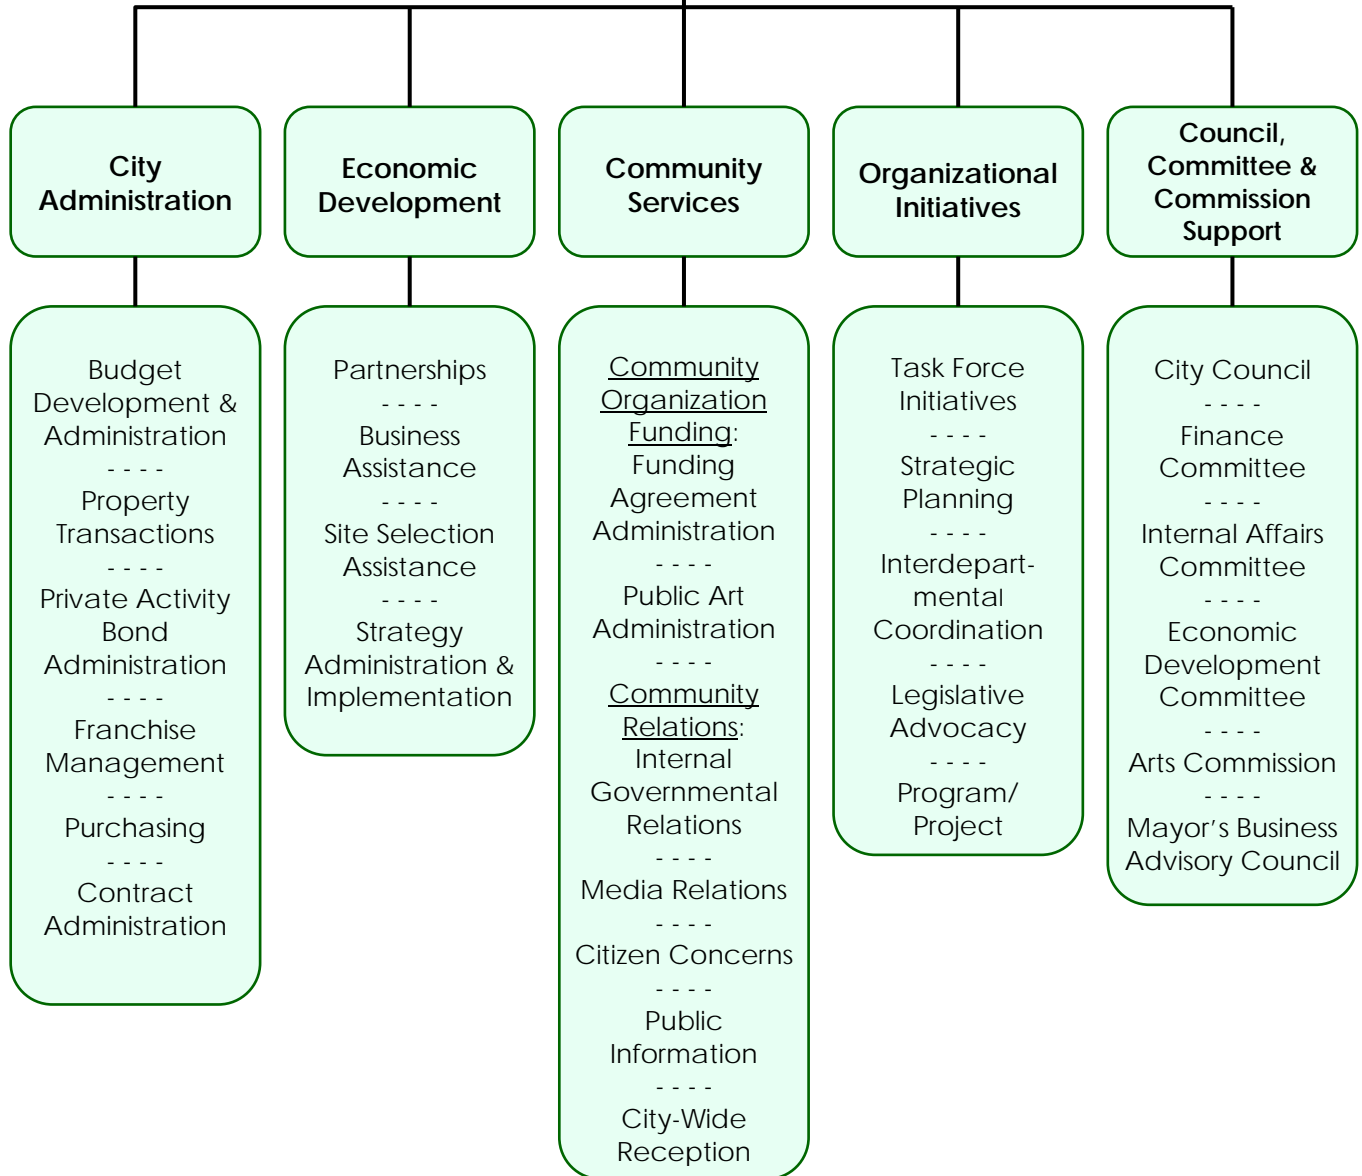 City
Administration
Economic
Development
Community
Services
Organizational
Initiatives
Council,
Committee &
Commission
Support
Budget
Development &
Administration
- - - -
Property
Transactions
- - - -
Private Activity
Bond
Administration
- - - -
Franchise
Management
- - - -
Purchasing
- - - -
Contract
Administration
Partnerships
- - - -
Business
Assistance
- - - -
Site Selection
Assistance
- - - -
Strategy
Administration &
Implementation
Community
Organization
Funding:
Funding
Agreement
Administration
- - - -
Public Art
Administration
- - - -
Community
Relations:
Internal
Governmental
Relations
- - - -
Media Relations
- - - -
Citizen Concerns
- - - -
Public
Information
- - - -
City-Wide
Reception
Task Force
Initiatives
- - - -
Strategic
Planning
- - - -
Interdepart-
mental
Coordination
- - - -
Legislative
Advocacy
- - - -
Program/
Project
City Council
- - - -
Finance
Committee
- - - -
Internal Affairs
Committee
- - - -
Economic
Development
Committee
- - - -
Arts Commission
- - - -
Mayor's Business
Advisory Council